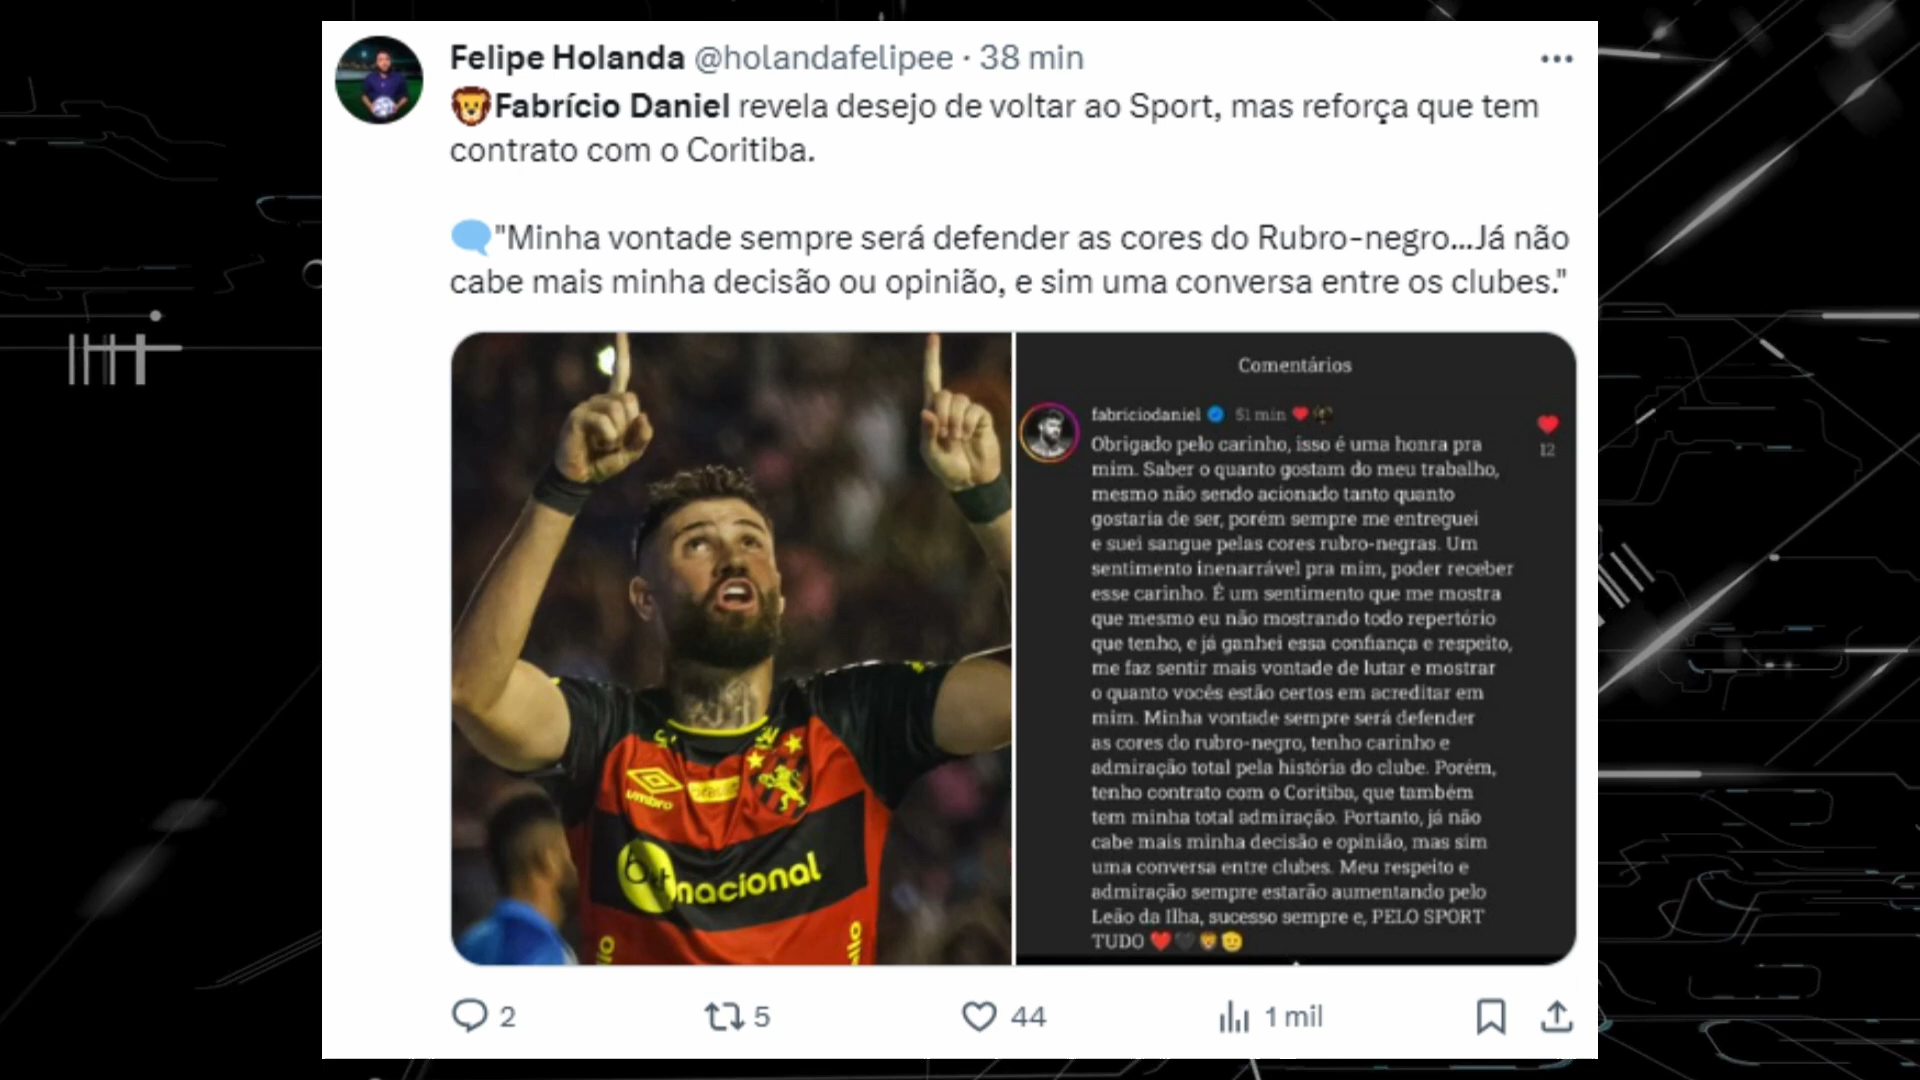 Felipe Holanda @holandafelipee · 38 min
🦁Fabrício Daniel revela desejo de voltar ao Sport, mas reforça que tem
contrato com o Coritiba.
🗨"Minha vontade sempre será defender as cores do Rubro-negro...Já não
cabe mais minha decisão ou opinião, e sim uma conversa entre os clubes."
umbro
Bet nacional
Comentários
fabriciodaniel 51 min
Obrigado pelo carinho, isso é uma honra pra
mim. Saber o quanto gostam do meu trabalho,
mesmo não sendo acionado tanto quanto
gostaria de ser, porém sempre me entreguei
e suei sangue pelas cores rubro-negras. Um
sentimento inenarrável pra mim, poder receber
esse carinho. É um sentimento que me mostra
que mesmo eu não mostrando todo repertório
que tenho, e já ganhei essa confiança e respeito,
me faz sentir mais vontade de lutar e mostrar
o quanto vocês estão certos em acreditar em
mim. Minha vontade sempre será defender
as cores do rubro-negro, tenho carinho e
admiração total pela história do clube. Porém,
tenho contrato com o Coritiba, que também
tem minha total admiração. Portanto, já não
cabe mais minha decisão e opinião, mas sim
uma conversa entre clubes. Meu respeito e
admiração sempre estarão aumentando pelo
Leão da Ilha, sucesso sempre e, PELO SPORT
TUDO ❤️🖤🦁🫡
12
2
5
44
1 mil